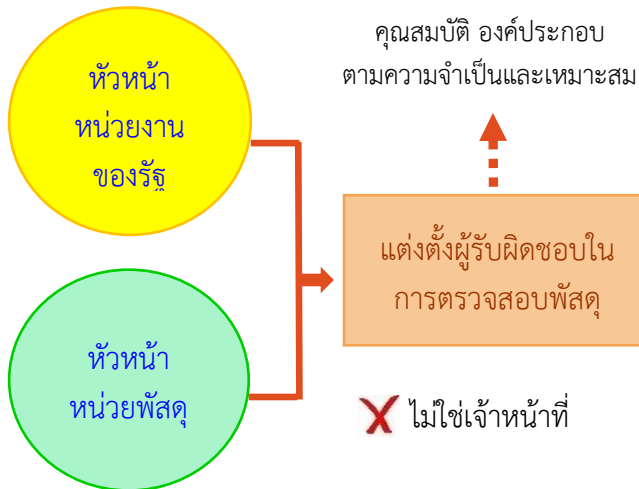 หัวหน้า
หน่วยงาน
ของรัฐ
คุณสมบัติ องค์ประกอบ
ตามความจำเป็นและเหมาะสม
แต่งตั้งผู้รับผิดชอบใน
การตรวจสอบพัสดุ
หัวหน้า
หน่วยพัสดุ
ไม่ใช่เจ้าหน้าที่